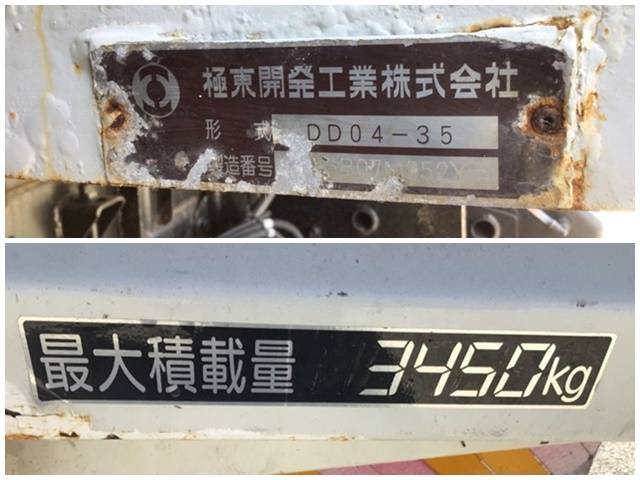 極東開発工業株式会社
形式 DD04-35
製造番号
最大積載量 3450kg